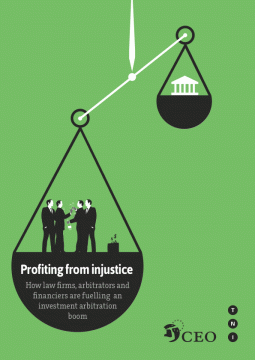 Profiting from injustice
How law firms, arbitrators and
financiers are fuelling an
investment arbitration
boom
CEO
T
N
I